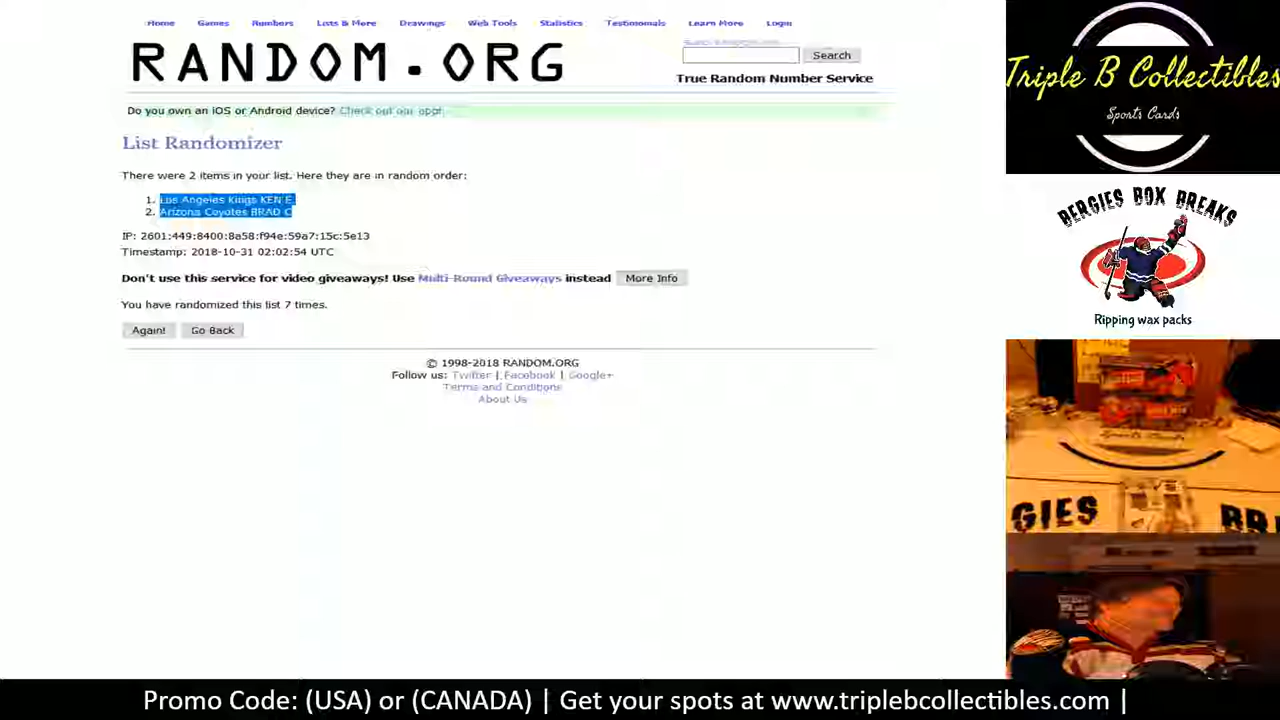 Home Games Numbers Lists & More Drawings Web Tools Statistics Testimonials Learn More Login
RANDOM.ORG
Search
True Random Number Service
Do you own an iOS or Android device? Check out our app!
List Randomizer
There were 2 items in your list. Here they are in random order:
1. Los Angeles Kings KEN E
2. Arizona Coyotes BRAD C
IP: 2601:449:8400:8a58:f94e:59a7:15c:5e13
Timestamp: 2018-10-31 02:02:54 UTC
Don't use this service for video giveaways! Use Multi-Round Giveaways instead More Info
You have randomized this list 7 times.
Again! Go Back
© 1998-2018 RANDOM.ORG
Follow us: Twitter | Facebook | Google+
Terms and Conditions
About Us
Triple B Collectibles
Sports Cards
BERGIES BOX BREAKS
Ripping wax packs
Sports Cards
GIES BR
Promo Code: (USA) or (CANADA) | Get your spots at www.triplebcollectibles.com |